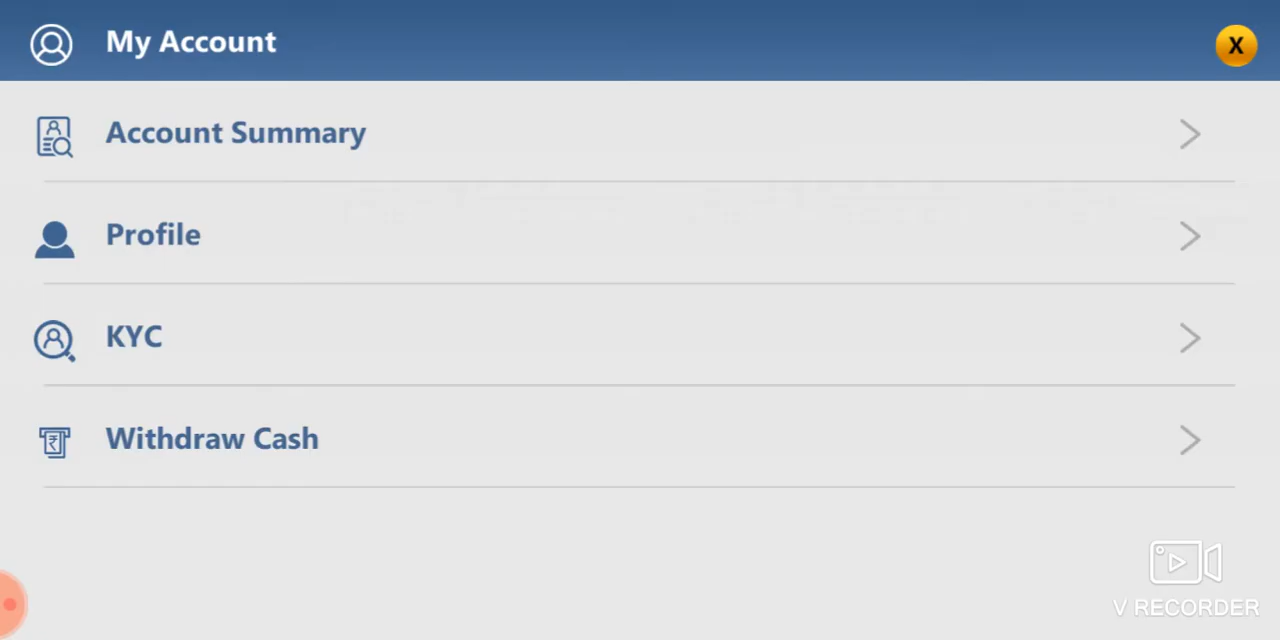 My Account
X
Account Summary
Profile
KYC
Withdraw Cash
₹
V RECORDER